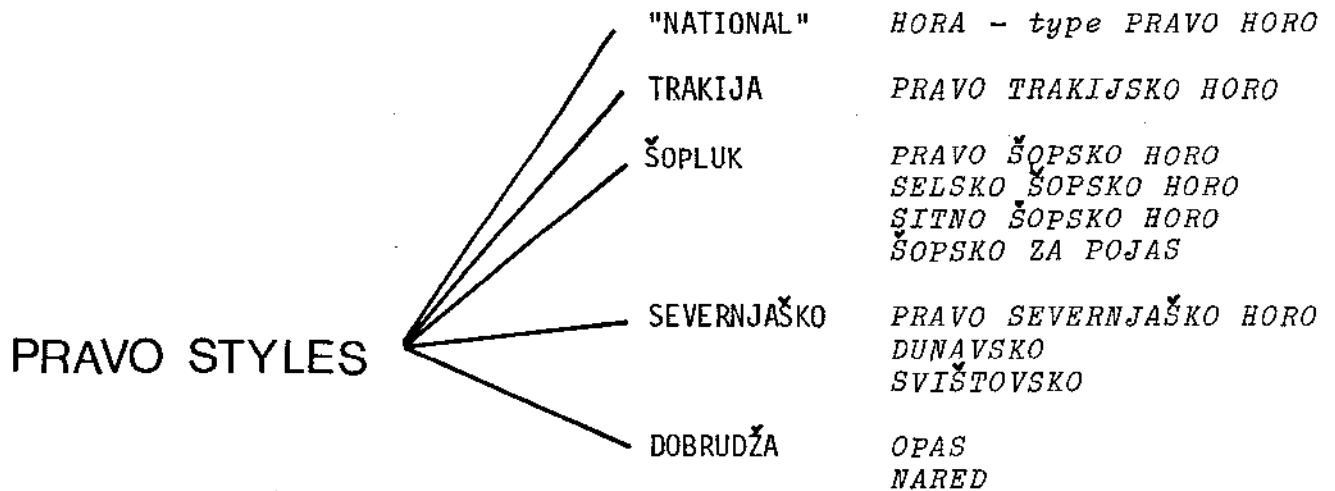 "NATIONAL" HORA - type PRAVO HORO
TRAKIJA PRAVO TRAKIJSKO HORO
ŠOPLUK PRAVO ŠOPSKO HORO
SELSKO ŠOPSKO HORO
SITNO ŠOPSKO HORO
ŠOPSKO ZA POJAS
SEVERNJAŠKO PRAVO SEVERNJAŠKO HORO
PRAVO STYLES DUNAVSKO
SVIŠTOVSKO
DOBRUDŽA OPAS
NARED